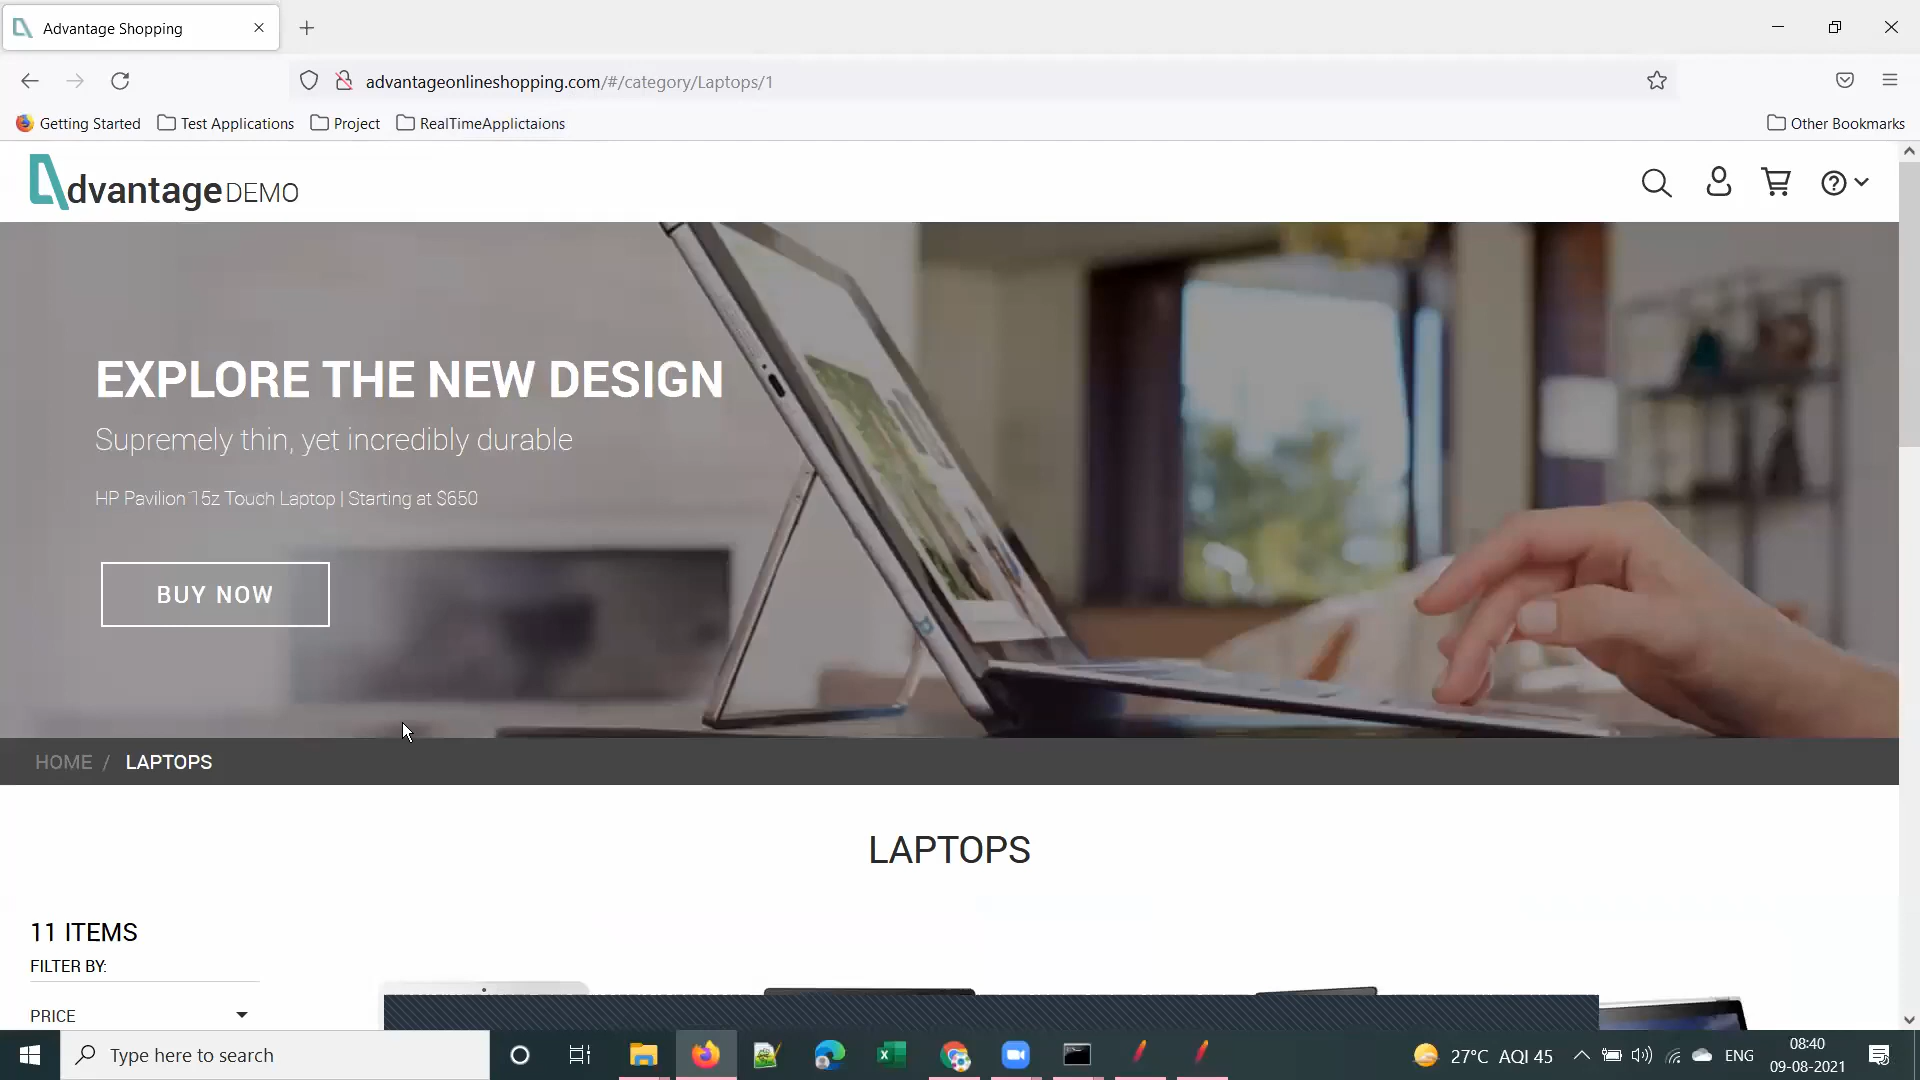 Advantage Shopping
advantageonlineshopping.com/#/category/Laptops/1
Getting Started Test Applications Project RealTimeApplictaions Other Bookmarks
dvantage DEMO
EXPLORE THE NEW DESIGN
Supremely thin, yet incredibly durable
HP Pavilion 15z Touch Laptop | Starting at $650
BUY NOW
HOME / LAPTOPS
LAPTOPS
11 ITEMS
FILTER BY:
PRICE
Type here to search
27°C AQI 45
ENG
08:40
09-08-2021